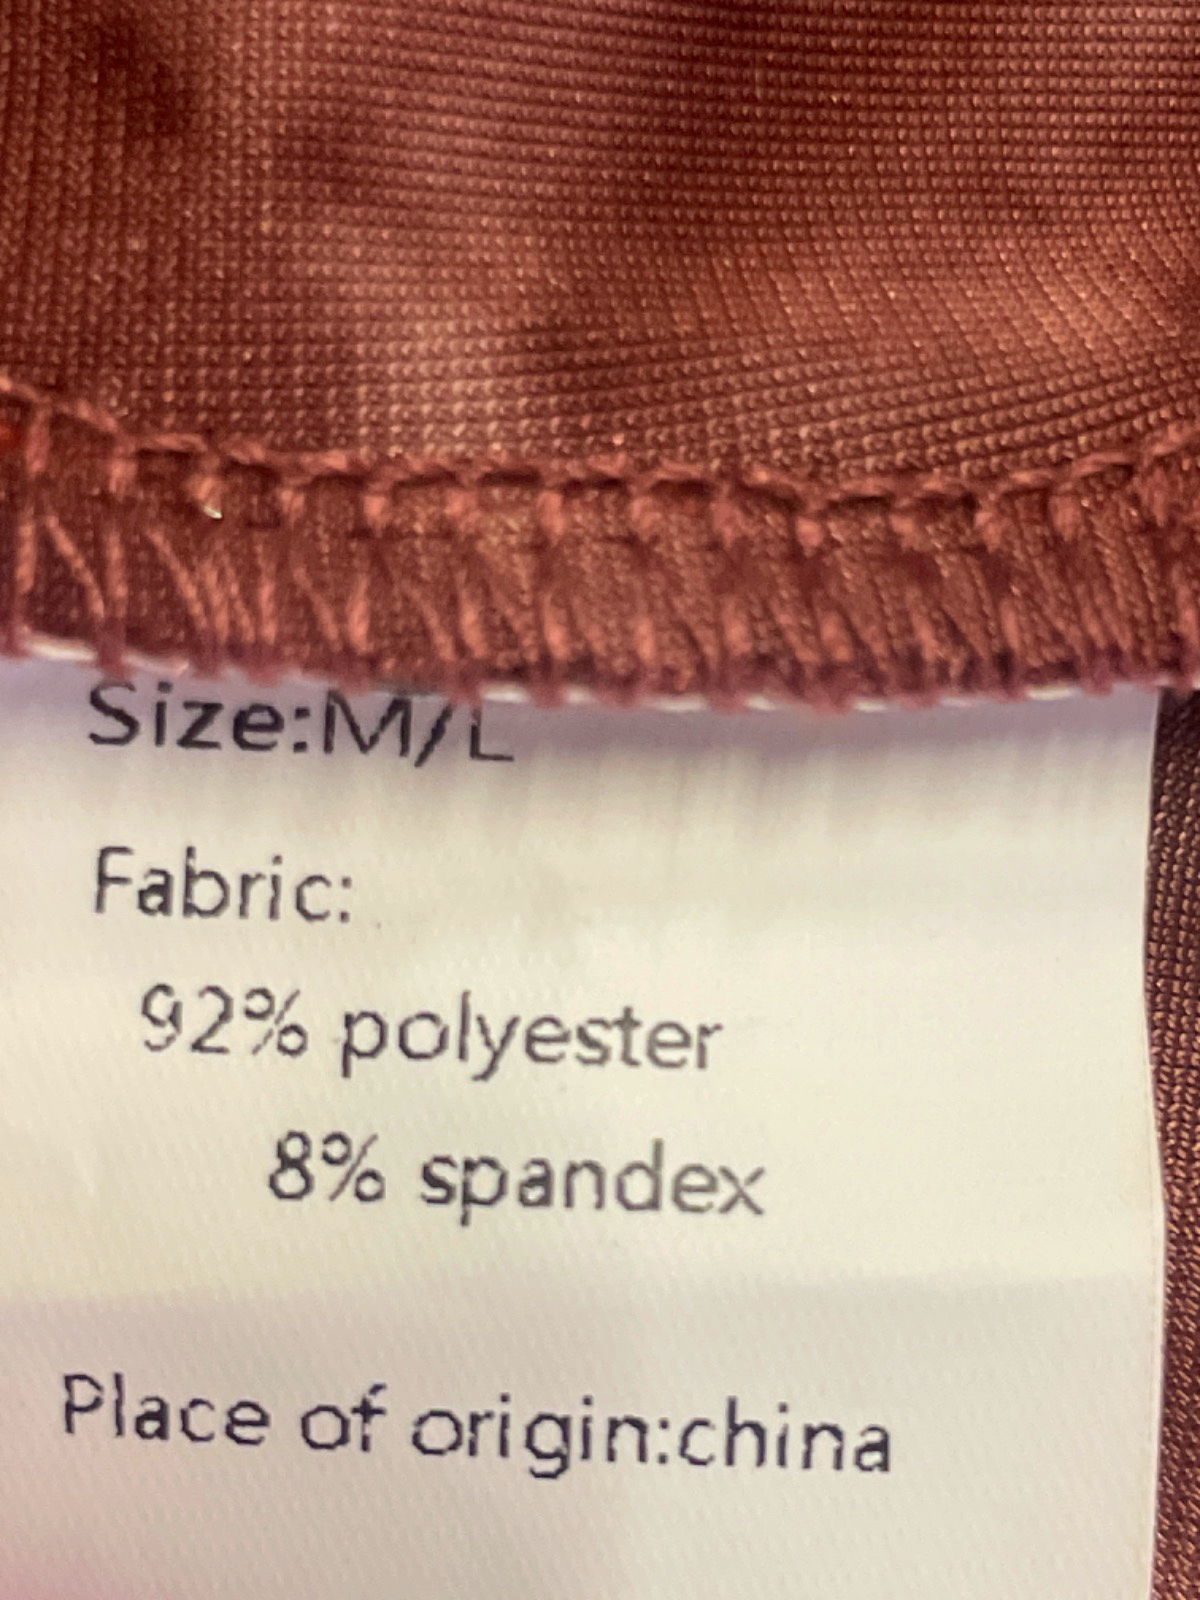 Size:M/L
Fabric:
92% polyester
8% spandex
Place of origin:china